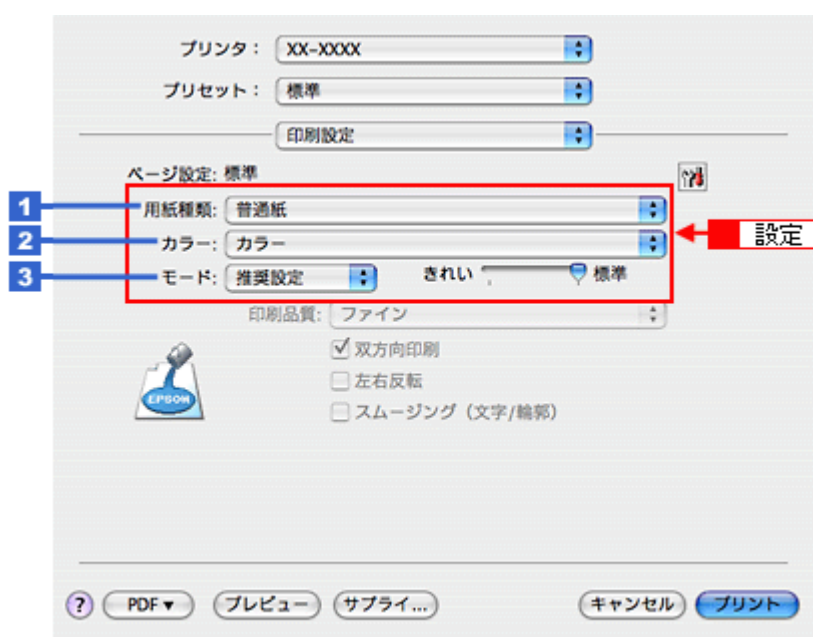 プリンタ： XX-XXXX
プリセット： 標準
印刷設定
ページ設定: 標準
1 用紙種類: 普通紙
設定
2 カラー: カラー
3 モード: 推奨設定 きれい 標準
印刷品質: ファイン
双方向印刷
左右反転
スムージング（文字/輪郭）
EPSON
? PDF▼ プレビュー サプライ... キャンセル プリント